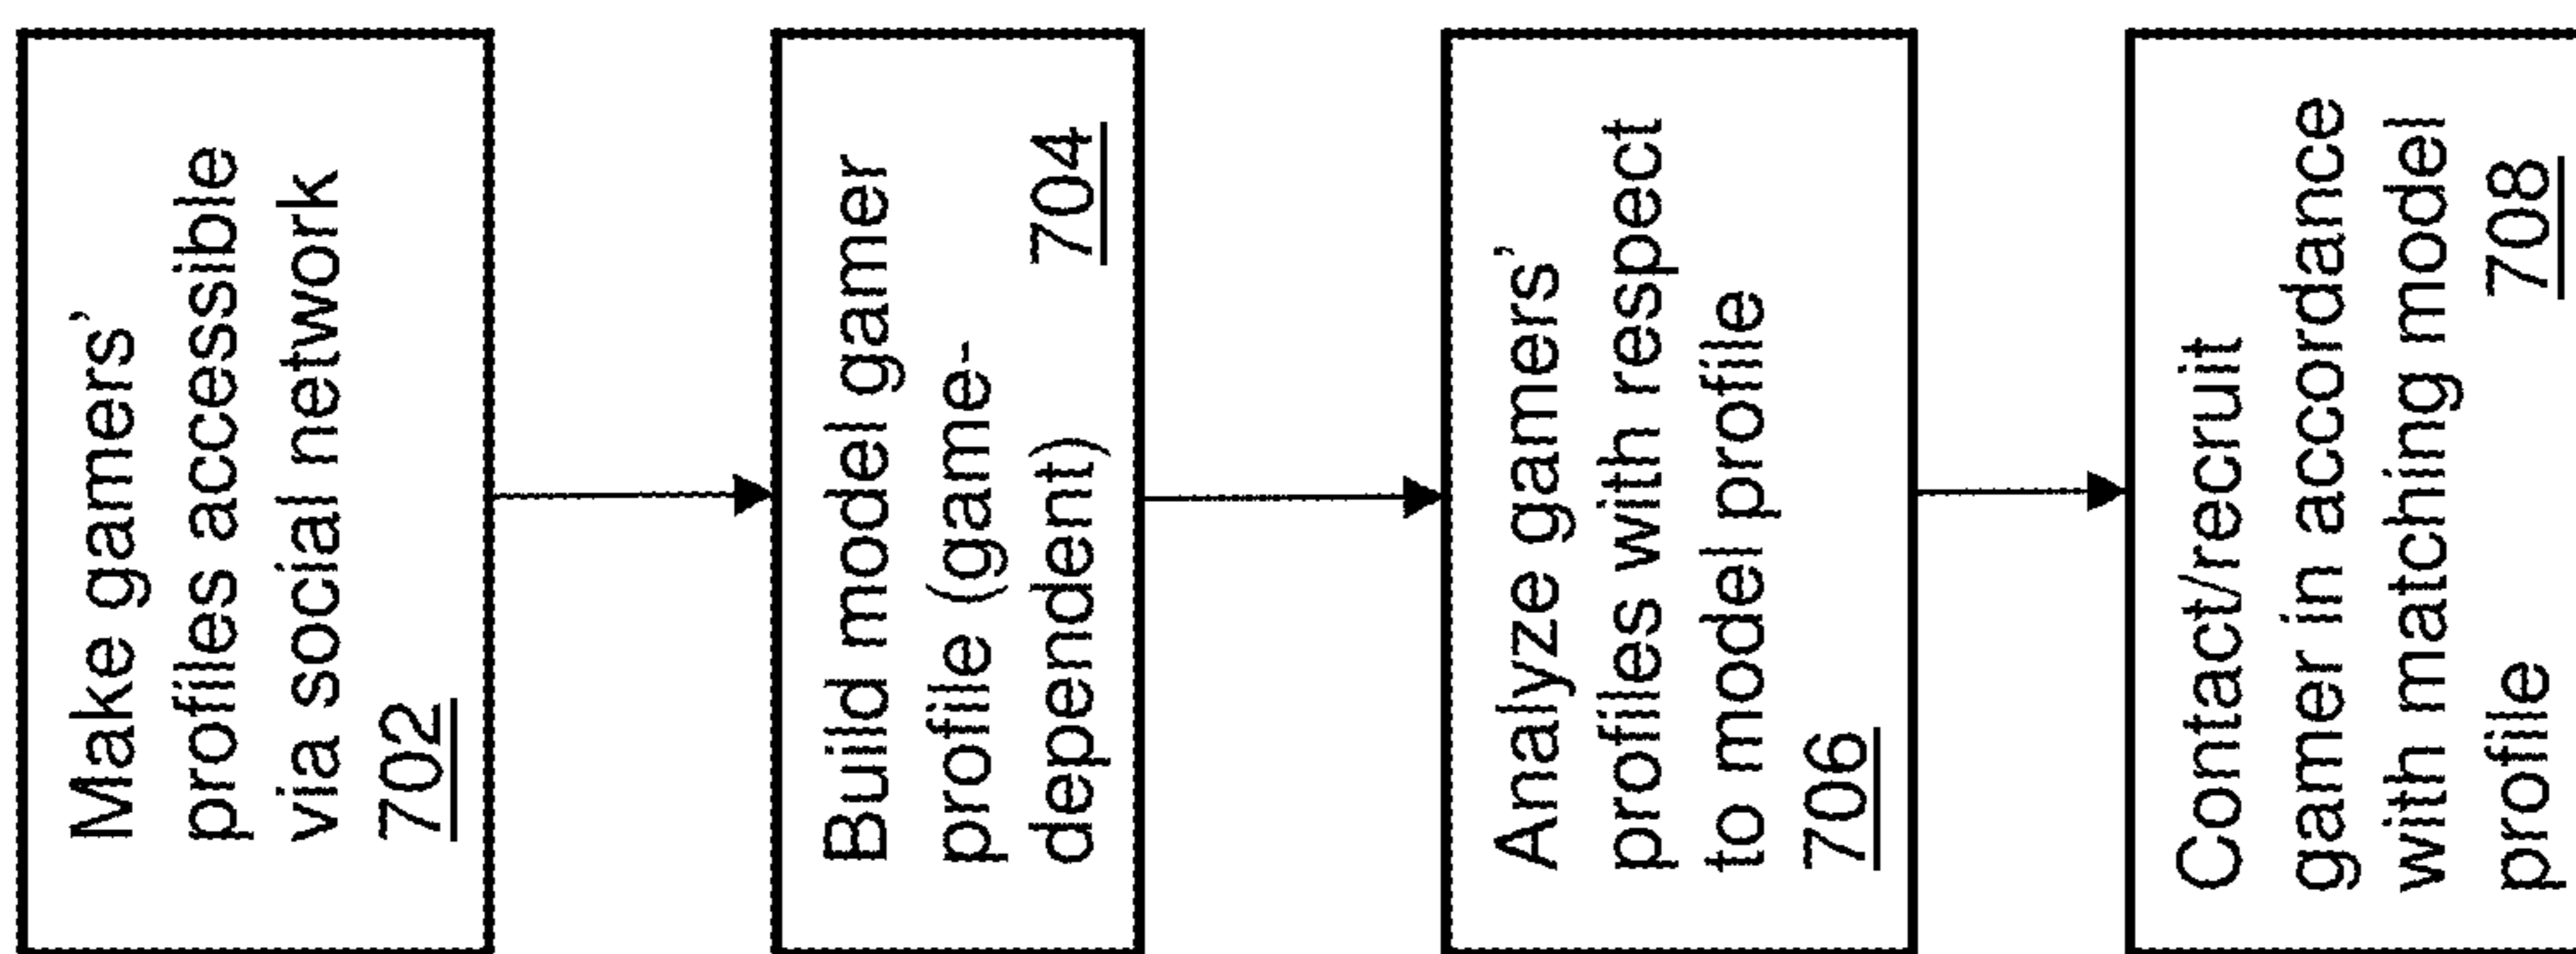 Make gamers’
profiles accessible
via social network
702
Build model gamer
profile (game-
dependent) 704
Analyze gamers’
profiles with respect
to model profile
706
Contact/recruit
gamer in accordance
with matching model
profile 708